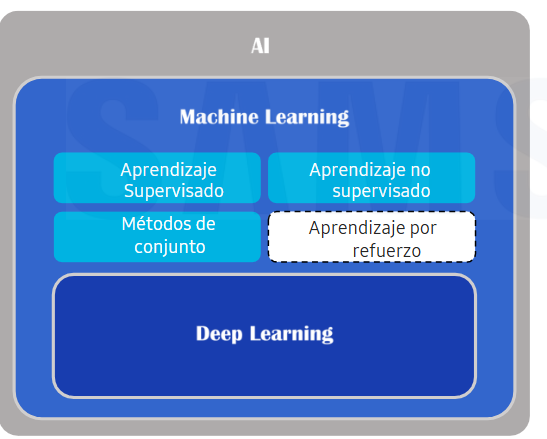 AI
Machine Learning
Aprendizaje
Supervisado
Aprendizaje no
supervisado
Métodos de
conjunto
Aprendizaje por
refuerzo
Deep Learning